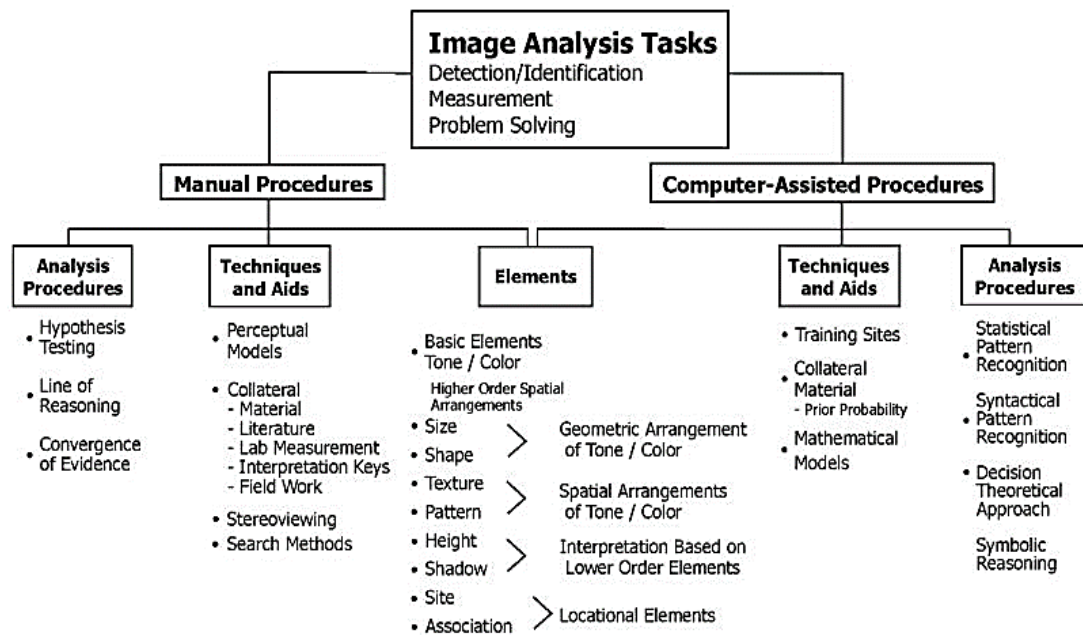 Image Analysis Tasks
Detection/Identification
Measurement
Problem Solving
Manual Procedures
Computer-Assisted Procedures
Analysis
Procedures
• Hypothesis
Testing
• Line of
Reasoning
• Convergence
of Evidence
Techniques
and Aids
• Perceptual
Models
• Collateral
- Material
- Literature
- Lab Measurement
- Interpretation Keys
- Field Work
• Stereoviewing
• Search Methods
Elements
• Basic Elements
Tone / Color
Higher Order Spatial
Arrangements
• Size
• Shape
Geometric Arrangement
of Tone / Color
• Texture
• Pattern
Spatial Arrangements
of Tone / Color
• Height
• Shadow
Interpretation Based on
Lower Order Elements
• Site
• Association
Locational Elements
Techniques
and Aids
• Training Sites
• Collateral
Material
- Prior Probability
• Mathematical
Models
Analysis
Procedures
Statistical
• Pattern
Recognition
Syntactical
• Pattern
Recognition
• Decision
Theoretical
Approach
Symbolic
Reasoning